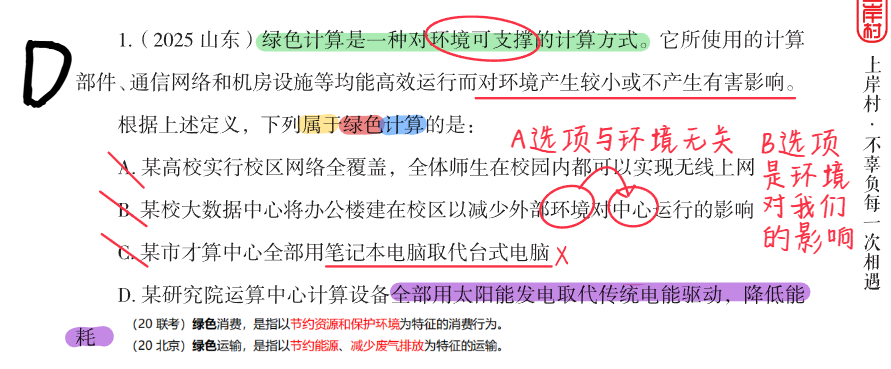 D
1.（2025 山东）绿色计算是一种对环境可支撑的计算方式。它所使用的计算
部件、通信网络和机房设施等均能高效运行而对环境产生较小或不产生有害影响。
根据上述定义，下列属于绿色计算的是：
A选项与环境无关
B选项
是环境
对我们
的影响
A. 某高校实行校区网络全覆盖，全体师生在校园内都可以实现无线上网
B. 某校大数据中心将办公楼建在校区以减少外部环境对中心运行的影响
C. 某市才算中心全部用笔记本电脑取代台式电脑 X
D. 某研究院运算中心计算设备全部用太阳能发电取代传统电能驱动，降低能
耗
（20 联考）绿色消费，是指以节约资源和保护环境为特征的消费行为。
（20 北京）绿色运输，是指以节约能源、减少废气排放为特征的运输。
岸村
上岸村·不辜负每一次相遇